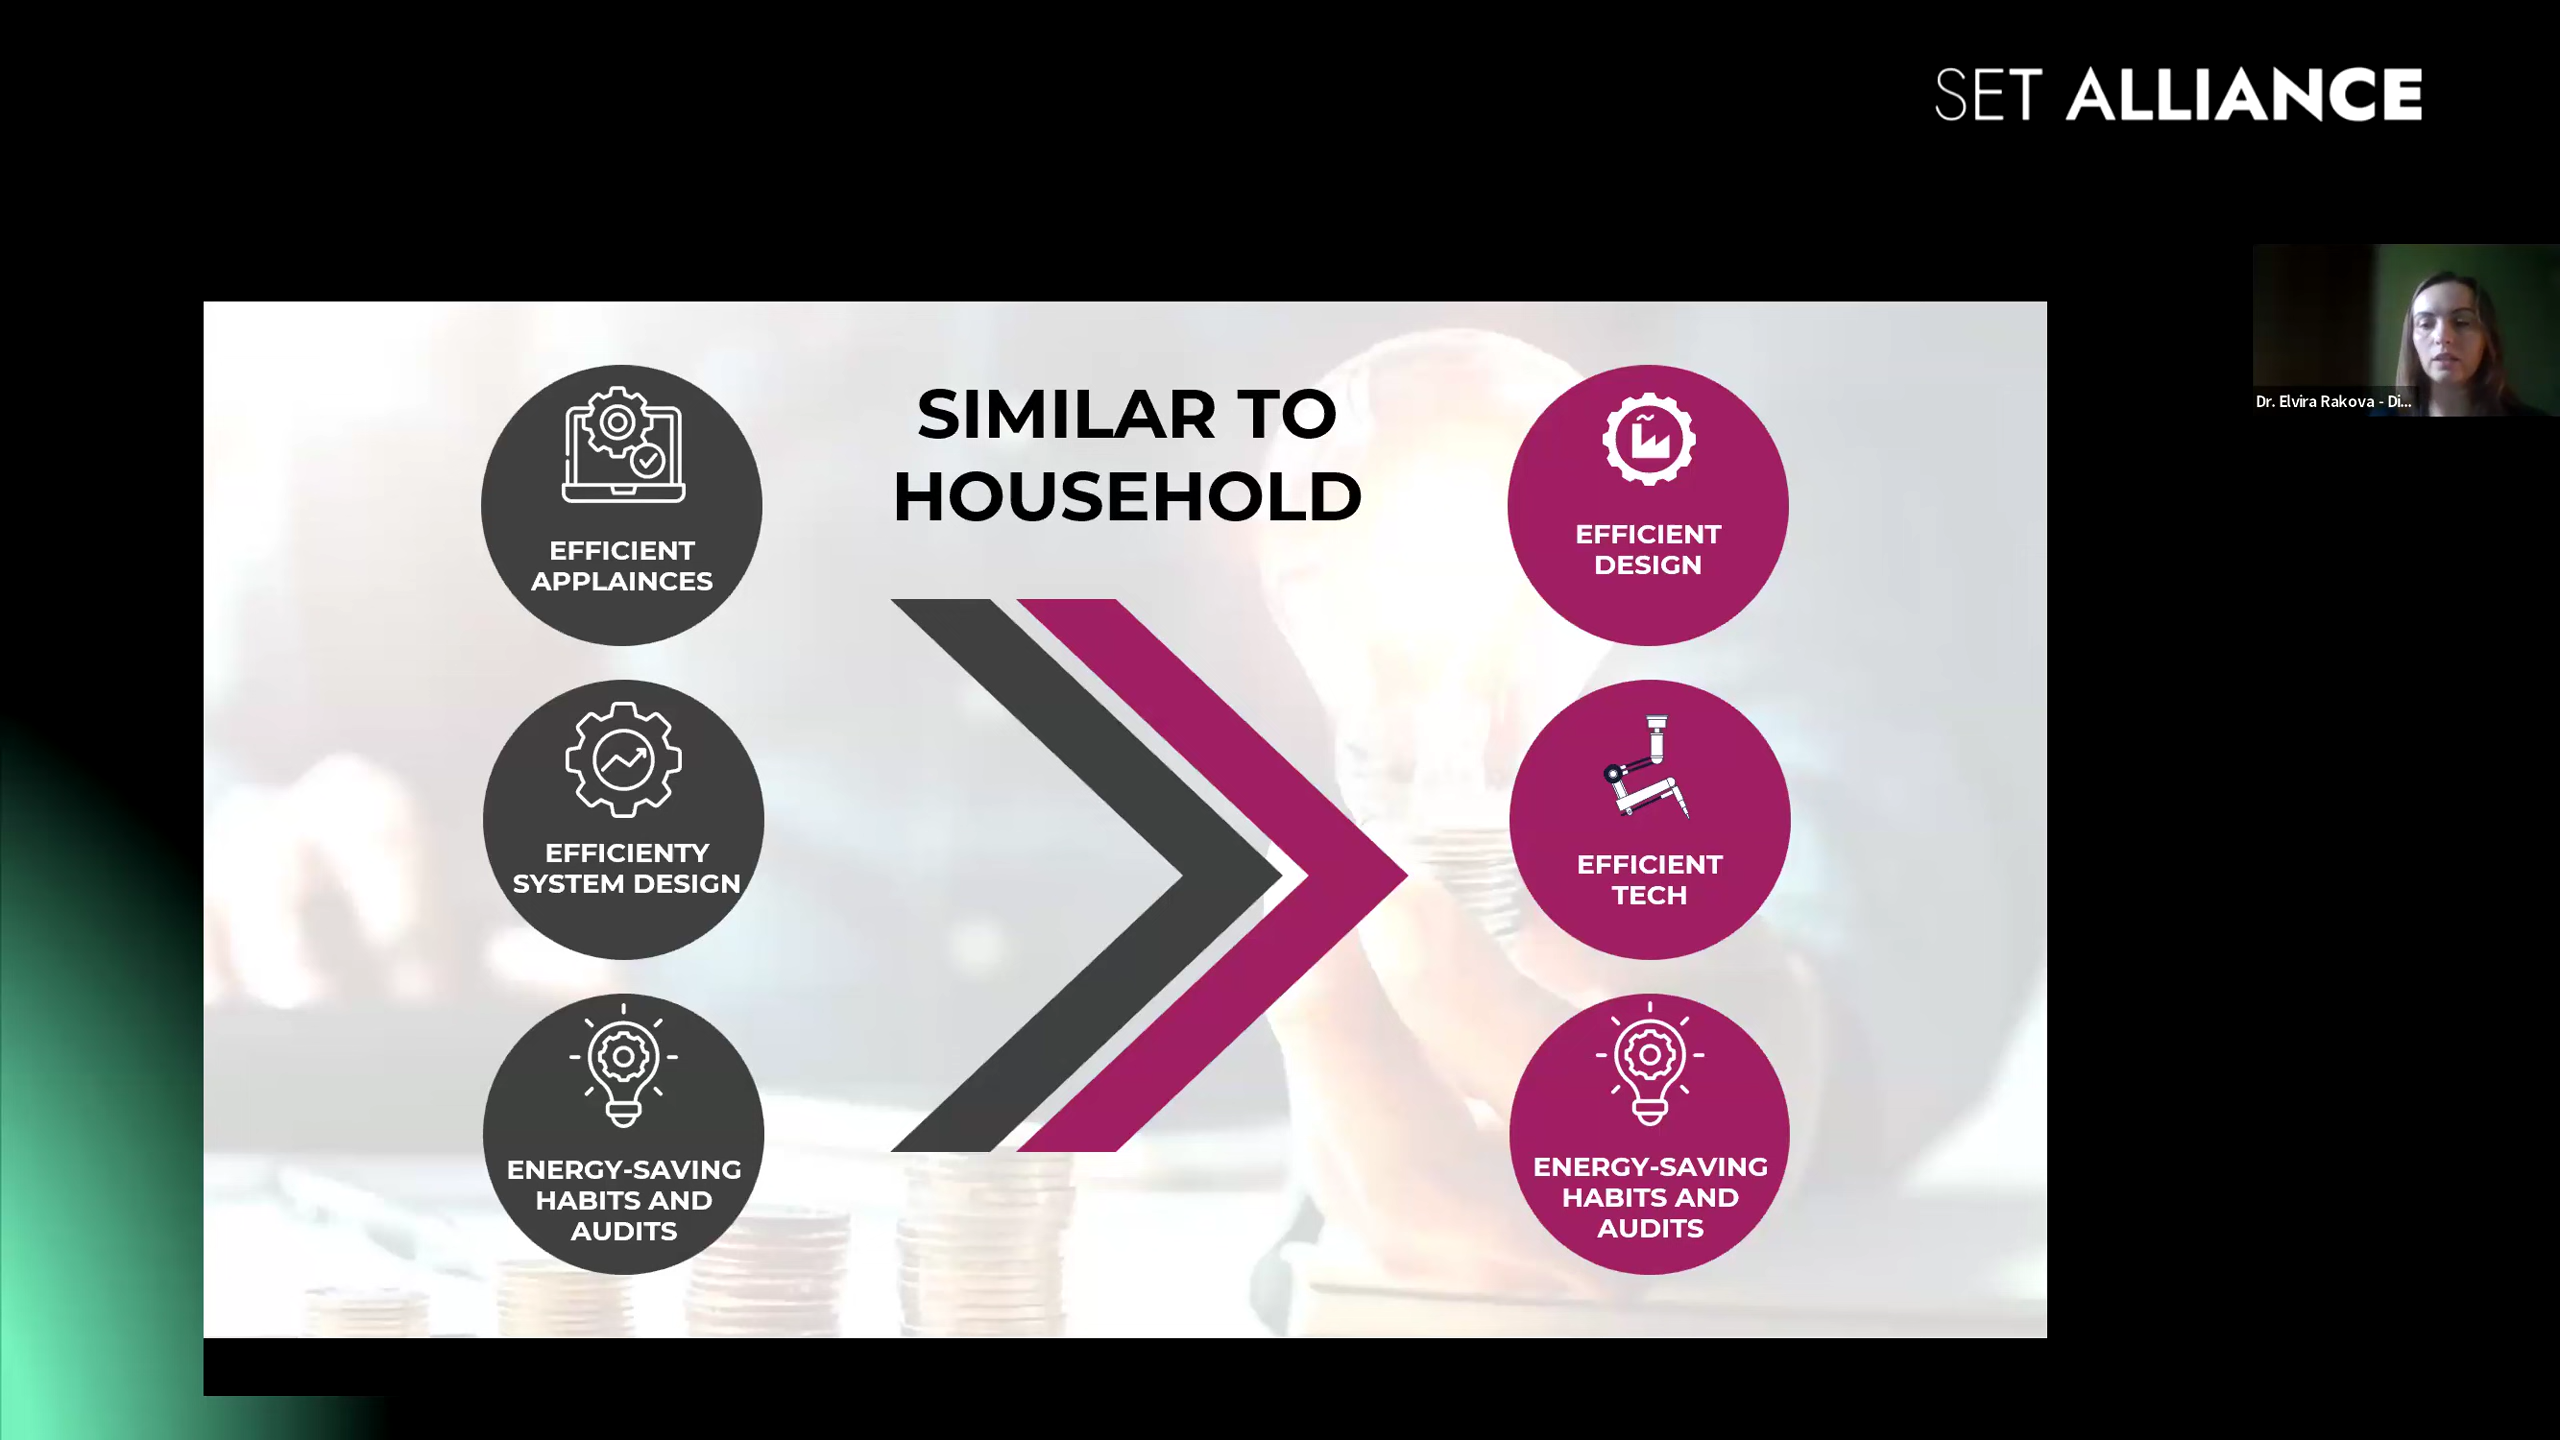 SET ALLIANCE
Dr. Elvira Rakova - Di...
SIMILAR TO
HOUSEHOLD
EFFICIENT
APPLAINCES
EFFICIENTY
SYSTEM DESIGN
ENERGY-SAVING
HABITS AND
AUDITS
EFFICIENT
DESIGN
EFFICIENT
TECH
ENERGY-SAVING
HABITS AND
AUDITS